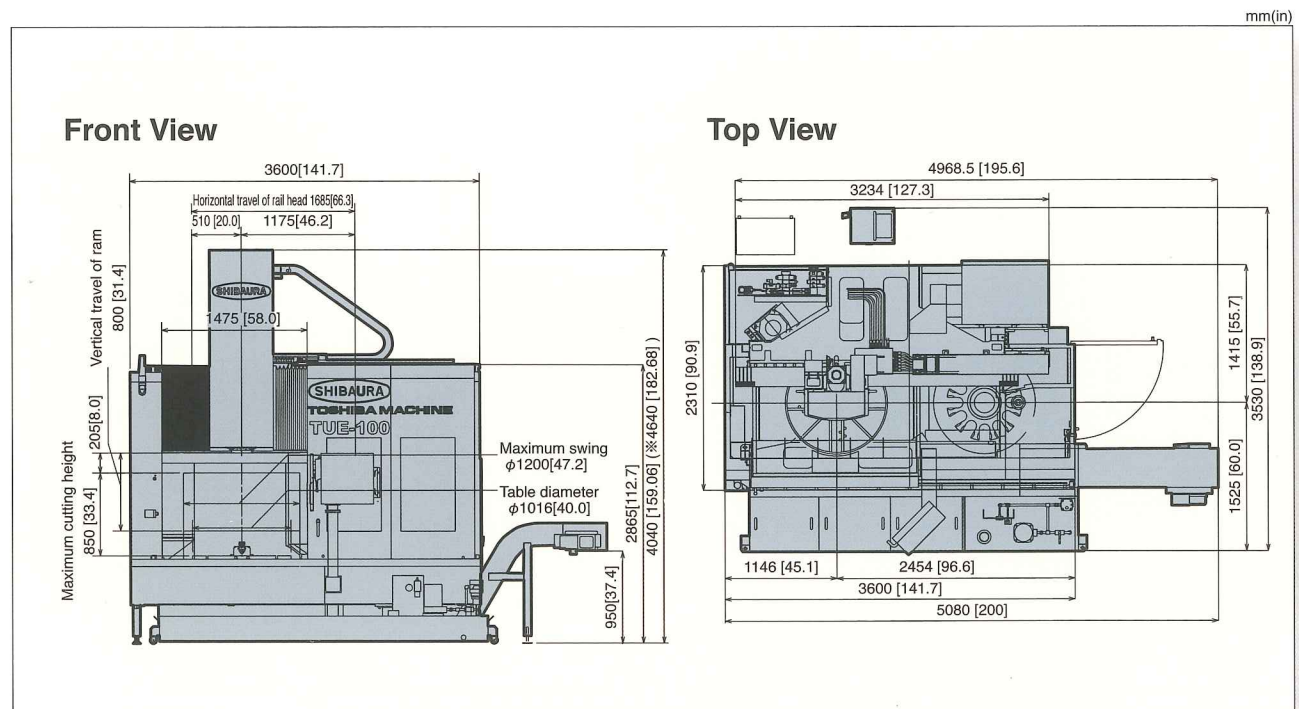 mm(in)
Front View
3600[141.7]
Horizontal travel of rail head 1685[66.3]
510 [20.0]
1175[46.2]
Vertical travel of ram
800 [31.4]
SHIBAURA
1475 [58.0]
SHIBAURA
TOSHIBA MACHINE
TUE-100
205[8.0]
Maximum cutting height
850 [33.4]
Maximum swing
φ1200[47.2]
Table diameter
φ1016[40.0]
950[37.4]
2865[112.7]
4040 [159.06] (※4640 [182.68] )
Top View
4968.5 [195.6]
3234 [127.3]
2310 [90.9]
1415 [55.7]
3530 [138.9]
1525 [60.0]
1146 [45.1]
2454 [96.6]
3600 [141.7]
5080 [200]